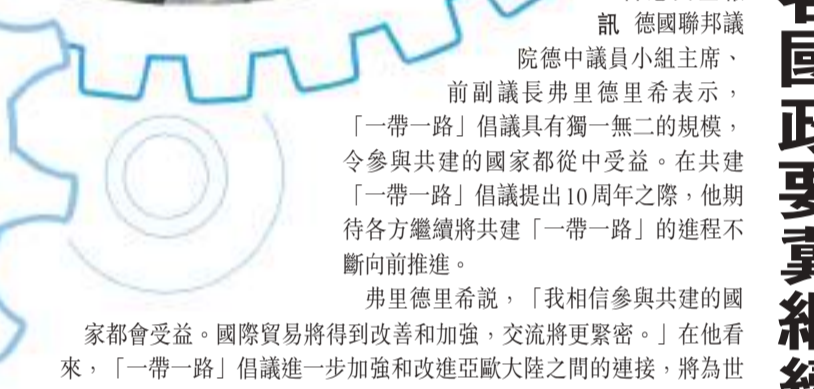 各國政要冀繼續
訊 德國聯邦議
院德中議員小組主席、
前副議長弗里德里希表示，
「一帶一路」倡議具有獨一無二的規模，
令參與共建的國家都從中受益。在共建
「一帶一路」倡議提出10周年之際，他期
待各方繼續將共建「一帶一路」的進程不
斷向前推進。
弗里德里希説，「我相信參與共建的國
家都會受益。國際貿易將得到改善和加強，交流將更緊密。」在他看
來，「一帶一路」倡議進一步加強和改進亞歐大陸之間的連接，將為世